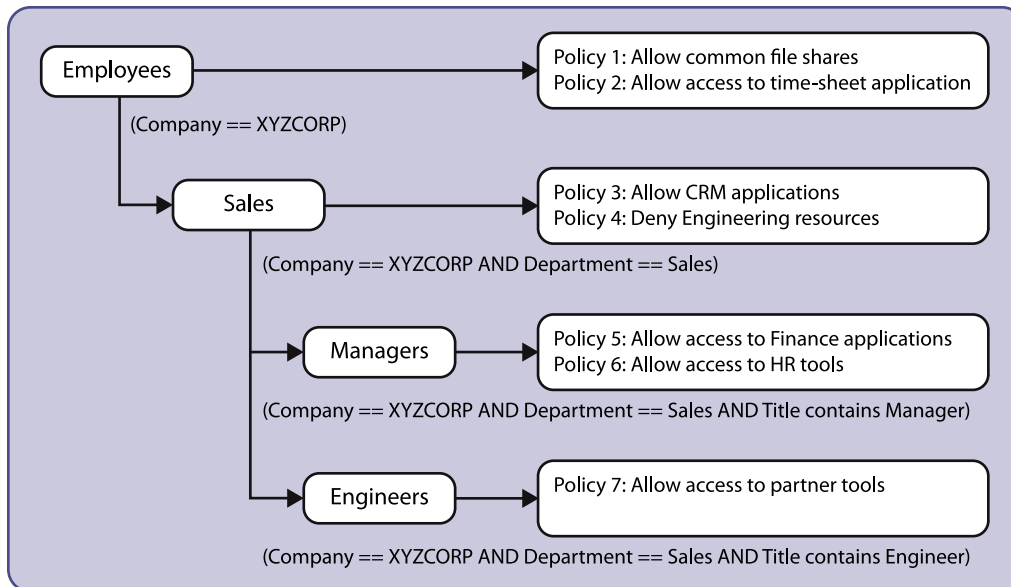 Employees
Policy 1: Allow common file shares
Policy 2: Allow access to time-sheet application
(Company == XYZCORP)
Sales
Policy 3: Allow CRM applications
Policy 4: Deny Engineering resources
(Company == XYZCORP AND Department == Sales)
Managers
Policy 5: Allow access to Finance applications
Policy 6: Allow access to HR tools
(Company == XYZCORP AND Department == Sales AND Title contains Manager)
Engineers
Policy 7: Allow access to partner tools
(Company == XYZCORP AND Department == Sales AND Title contains Engineer)